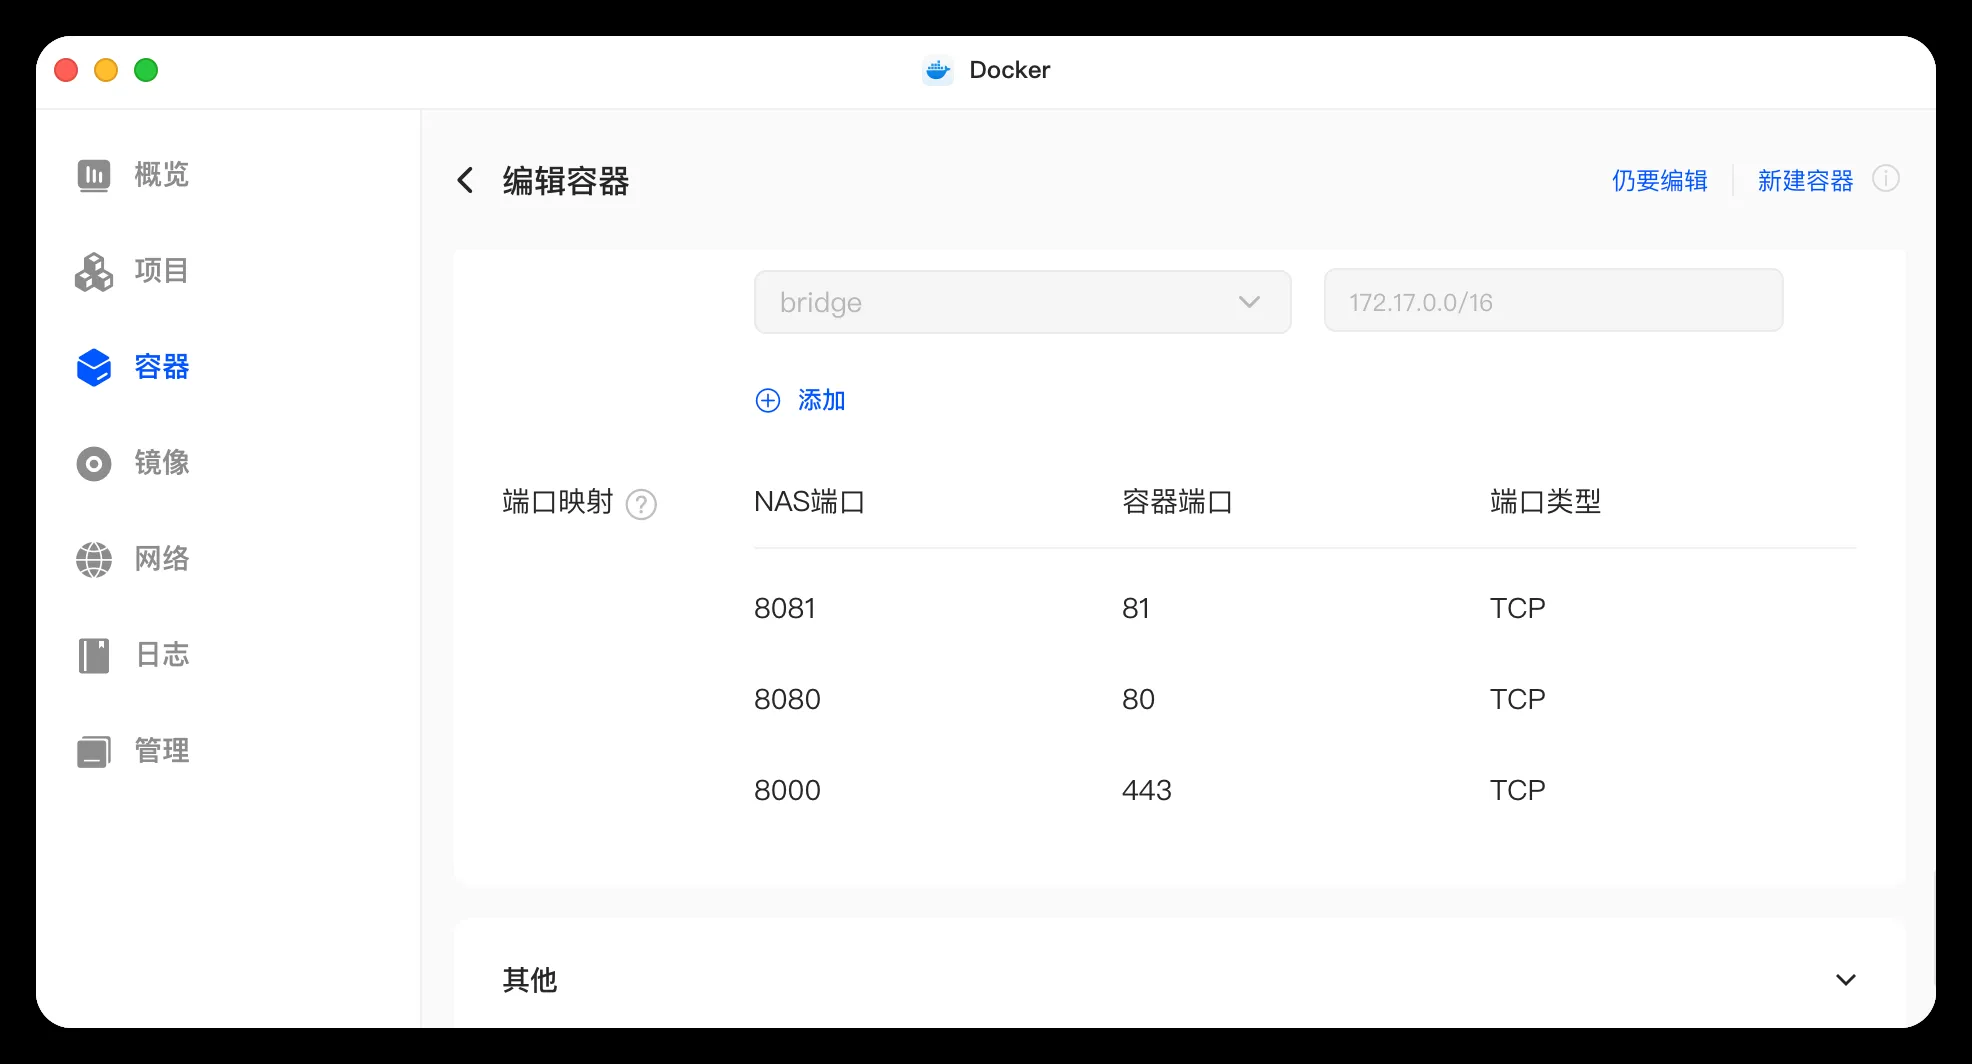 Docker
概览
项目
容器
镜像
网络
日志
管理
编辑容器
仍要编辑
新建容器
bridge
172.17.0.0/16
添加
端口映射 ?
NAS端口 容器端口 端口类型
8081 81 TCP
8080 80 TCP
8000 443 TCP
其他